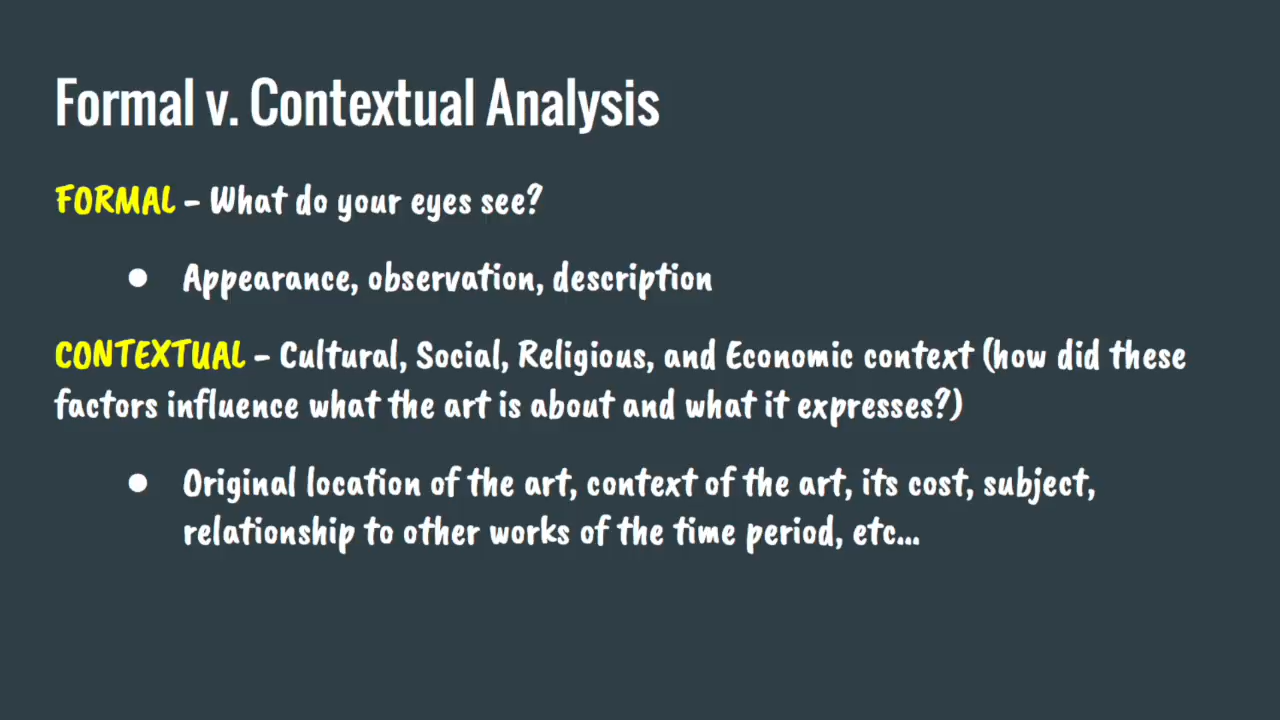 Formal v. Contextual Analysis
FORMAL - What do your eyes see?
● Appearance, observation, description
CONTEXTUAL - Cultural, Social, Religious, and Economic context (how did these
factors influence what the art is about and what it expresses?)
● Original location of the art, context of the art, its cost, subject,
relationship to other works of the time period, etc...